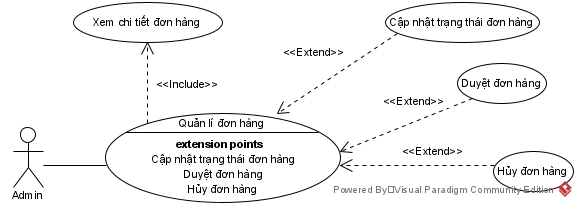 Xem chi tiết đơn hàng
Cập nhật trạng thái đơn hàng
<<Extend>>
<<Include>>
Duyệt đơn hàng
<<Extend>>
Quản lí đơn hàng
extension points
Cập nhật trạng thái đơn hàng
Duyệt đơn hàng
Hủy đơn hàng
<<Extend>>
Hủy đơn hàng
Admin
Powered By Visual Paradigm Community Edition